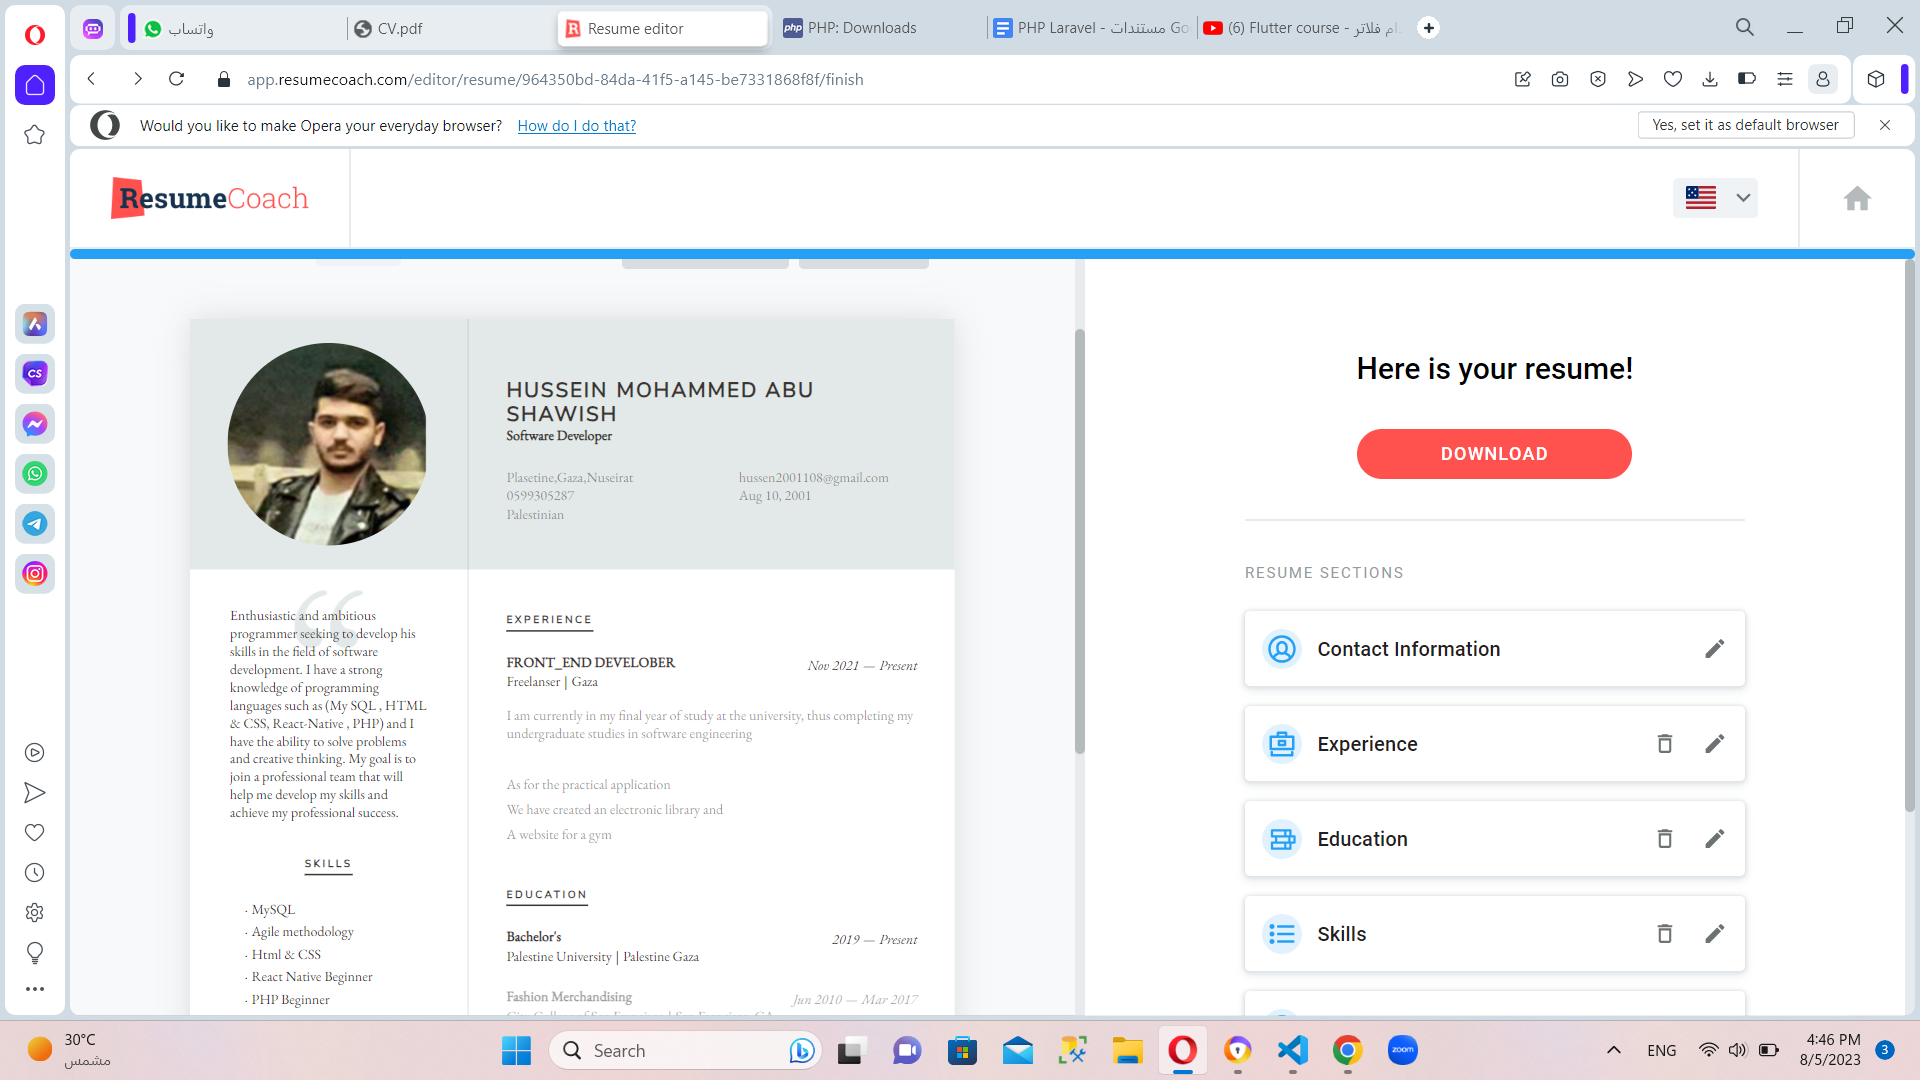 واتساب
CV.pdf
Resume editor
PHP: Downloads
PHP Laravel - مستندات Go
(6) Flutter course - ام فلاتر
app.resumecoach.com/editor/resume/964350bd-84da-41f5-a145-be7331868f8f/finish
Would you like to make Opera your everyday browser? How do I do that?
Yes, set it as default browser
ResumeCoach
HUSSEIN MOHAMMED ABU
SHAWISH
Software Developer
Plasetine,Gaza,Nuseirat
0599305287
Palestinian
hussen2001108@gmail.com
Aug 10, 2001
Enthusiastic and ambitious
programmer seeking to develop his
skills in the field of software
development. I have a strong
knowledge of programming
languages such as (My SQL , HTML
& CSS, React-Native , PHP) and I
have the ability to solve problems
and creative thinking. My goal is to
join a professional team that will
help me develop my skills and
achieve my professional success.
SKILLS
· MySQL
· Agile methodology
· Html & CSS
· React Native Beginner
· PHP Beginner
EXPERIENCE
FRONT_END DEVELOBER
Nov 2021 — Present
Freelanser | Gaza
I am currently in my final year of study at the university, thus completing my
undergraduate studies in software engineering
As for the practical application
We have created an electronic library and
A website for a gym
EDUCATION
Bachelor's
2019 — Present
Palestine University | Palestine Gaza
Fashion Merchandising
Jun 2010 — Mar 2017
Here is your resume!
DOWNLOAD
RESUME SECTIONS
Contact Information
Experience
Education
Skills
30°C
مشمس
Search
zoom
ENG
4:46 PM
8/5/2023
3